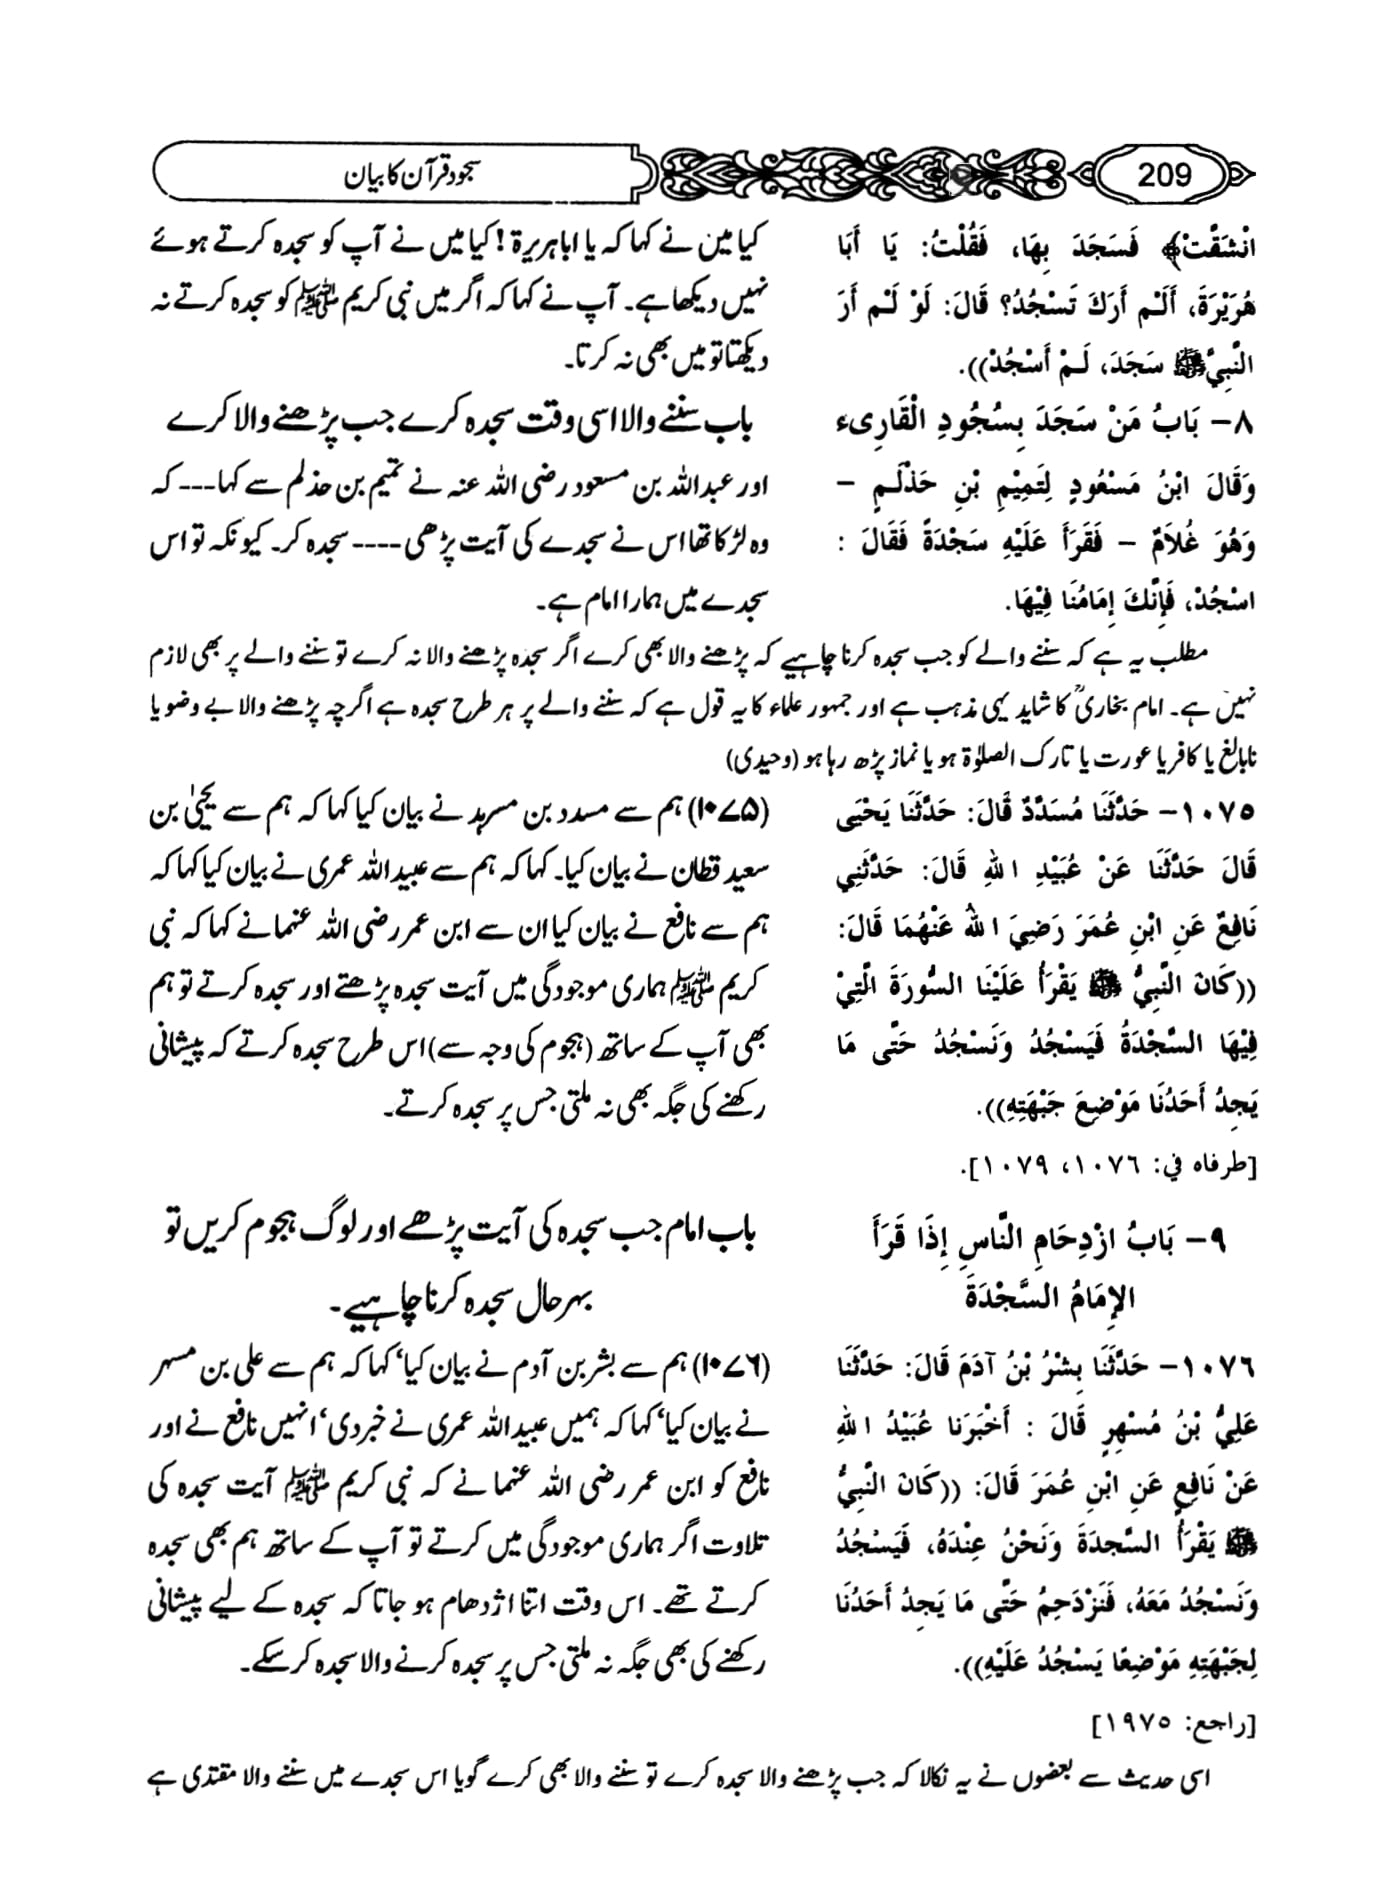 209
سجود قرآن کا بیان
انْشَقَّتْ﴾ فَسَجَدَ بِهَا، فَقُلْتُ: يَا أَبَا
هُرَيْرَةَ، أَلَمْ أَرَكَ تَسْجُدُ؟ قَالَ: لَوْ لَمْ أَرَ
النَّبِيَّ ﷺ سَجَدَ، لَمْ أَسْجُدْ)).
٨- بَابُ مَنْ سَجَدَ بِسُجُودِ الْقَارِیءِ
وَقَالَ ابْنُ مَسْعُودٍ لِتَمِيْمِ بْنِ حَذْلَمٍ -
وَهُوَ غُلاَمٌ - فَقَرَأَ عَلَيْهِ سَجْدَةً فَقَالَ :
اسْجُدْ، فَإِنَّكَ إِمَامُنَا فِيْهَا.
کیا میں نے کہا کہ یا ابا ہریرۃ! کیا میں نے آپ کو سجدہ کرتے ہوئے
نہیں دیکھا ہے۔ آپ نے کہا کہ اگر میں نبی کریم ﷺ کو سجدہ کرتے نہ
دیکھتا تو میں بھی نہ کرتا۔
باب سننے والا اسی وقت سجدہ کرے جب پڑھنے والا کرے
اور عبداللہ بن مسعود رضی اللہ عنہ نے تمیم بن حذلم سے کہا--- کہ
وہ لڑکا تھا اس نے سجدے کی آیت پڑھی---- سجدہ کر۔ کیونکہ تو اس
سجدے میں ہمارا امام ہے۔
مطلب یہ ہے کہ سننے والے کو جب سجدہ کرنا چاہیے کہ پڑھنے والا بھی کرے اگر سجدہ پڑھنے والا نہ کرے تو سننے والے پر بھی لازم
نہیں ہے۔ امام بخاریؒ کا شاید یہی مذہب ہے اور جمہور علماء کا یہ قول ہے کہ سننے والے پر ہر طرح سجدہ ہے اگرچہ پڑھنے والا بے وضو یا
نابالغ یا کافر یا عورت یا تارک الصلوٰۃ ہو یا نماز پڑھ رہا ہو (وحیدی)
١٠٧٥- حَدَّثَنَا مُسَدَّدٌ قَالَ: حَدَّثَنَا يَحْيَى
قَالَ حَدَّثَنَا عَنْ عُبَيْدِ اللهِ قَالَ: حَدَّثَنِي
نَافِعٌ عَنِ ابْنِ عُمَرَ رَضِيَ اللهُ عَنْهُمَا قَالَ:
((كَانَ النَّبِيُّ ﷺ يَقْرَأُ عَلَيْنَا السُّورَةَ الَّتِيْ
فِيْهَا السَّجْدَةُ فَيَسْجُدُ وَنَسْجُدُ حَتَّى مَا
يَجِدُ أَحَدُنَا مَوْضِعَ جَبْهَتِهِ)).
[طرفاه في: ١٠٧٦، ١٠٧٩].
(۱۰۷۵) ہم سے مسدد بن مسرہد نے بیان کیا کہا کہ ہم سے یحییٰ بن
سعید قطان نے بیان کیا۔ کہا کہ ہم سے عبیداللہ عمری نے بیان کیا کہا کہ
ہم سے نافع نے بیان کیا ان سے ابن عمر رضی اللہ عنہما نے کہا کہ نبی
کریم ﷺ ہماری موجودگی میں آیت سجدہ پڑھتے اور سجدہ کرتے تو ہم
بھی آپ کے ساتھ (ہجوم کی وجہ سے) اس طرح سجدہ کرتے کہ پیشانی
رکھنے کی جگہ بھی نہ ملتی جس پر سجدہ کرتے۔
٩- بَابُ ازْدِحَامِ النَّاسِ إِذَا قَرَأَ
الإِمَامُ السَّجْدَةَ
باب امام جب سجدہ کی آیت پڑھے اور لوگ ہجوم کریں تو
بہرحال سجدہ کرنا چاہیے۔
١٠٧٦- حَدَّثَنَا بِشْرُ بْنُ آدَمَ قَالَ: حَدَّثَنَا
عَلِيُّ بْنُ مُسْهِرٍ قَالَ : أَخْبَرَنَا عُبَيْدُ اللهِ
عَنْ نَافِعٍ عَنِ ابْنِ عُمَرَ قَالَ: ((كَانَ النَّبِيُّ
ﷺ يَقْرَأُ السَّجدَةَ وَنَحْنُ عِنْدَهُ، فَيَسْجُدُ
وَنَسْجُدُ مَعَهُ، فَنَزْدَحِمُ حَتَّى مَا يَجِدُ أَحَدُنَا
لِجَبْهَتِهِ مَوْضِعًا يَسْجُدُ عَلَيْهِ)).
[راجع: ١٩٧٥]
(۱۰۷۶) ہم سے بشر بن آدم نے بیان کیا‘ کہا کہ ہم سے علی بن مسہر
نے بیان کیا‘ کہا کہ ہمیں عبیداللہ عمری نے خبر دی‘ انہیں نافع نے اور
نافع کو ابن عمر رضی اللہ عنہما نے کہ نبی کریم ﷺ آیت سجدہ کی
تلاوت اگر ہماری موجودگی میں کرتے تو آپ کے ساتھ ہم بھی سجدہ
کرتے تھے۔ اس وقت اتنا اژدھام ہو جاتا کہ سجدہ کے لیے پیشانی
رکھنے کی بھی جگہ نہ ملتی جس پر سجدہ کرنے والا سجدہ کر سکے۔
اسی حدیث سے بعضوں نے یہ نکالا کہ جب پڑھنے والا سجدہ کرے تو سننے والا بھی کرے گویا اس سجدے میں سننے والا مقتدی ہے